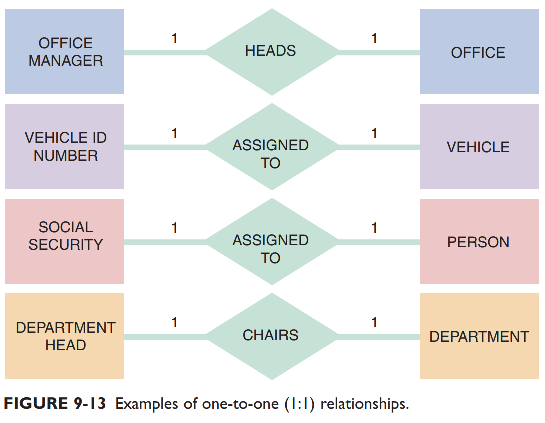 OFFICE
MANAGER
1
HEADS
1
OFFICE
VEHICLE ID
NUMBER
1
ASSIGNED
TO
1
VEHICLE
SOCIAL
SECURITY
1
ASSIGNED
TO
1
PERSON
DEPARTMENT
HEAD
1
CHAIRS
1
DEPARTMENT
FIGURE 9-13 Examples of one-to-one (1:1) relationships.